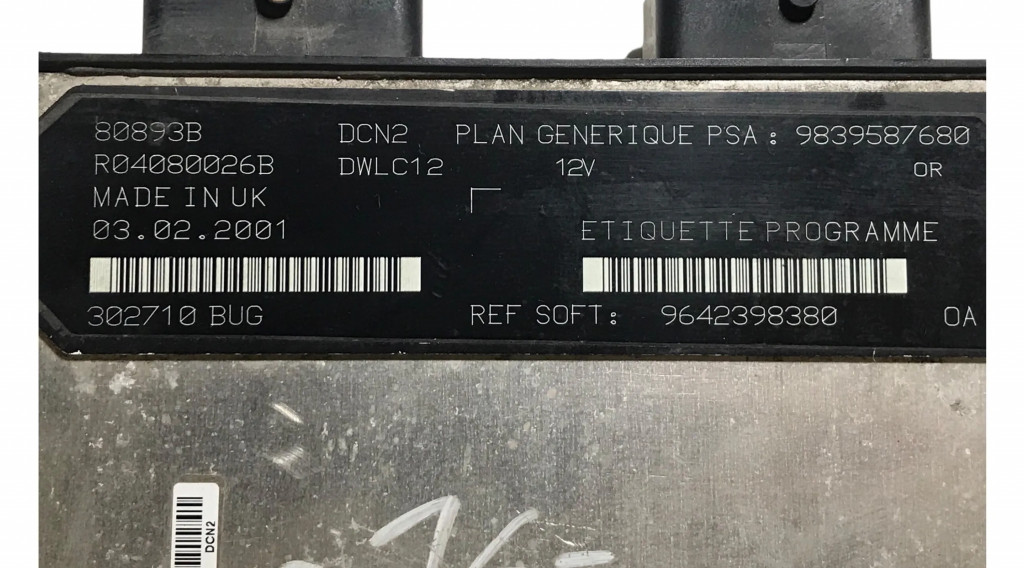 80893B DCN2 PLAN GENERIQUE PSA: 9839587680
R04080026B DWLC12 12V OR
MADE IN UK
03.02.2001
ETIQUETTE PROGRAMME
302710 BUG REF SOFT: 9642398380 OA
DCN2